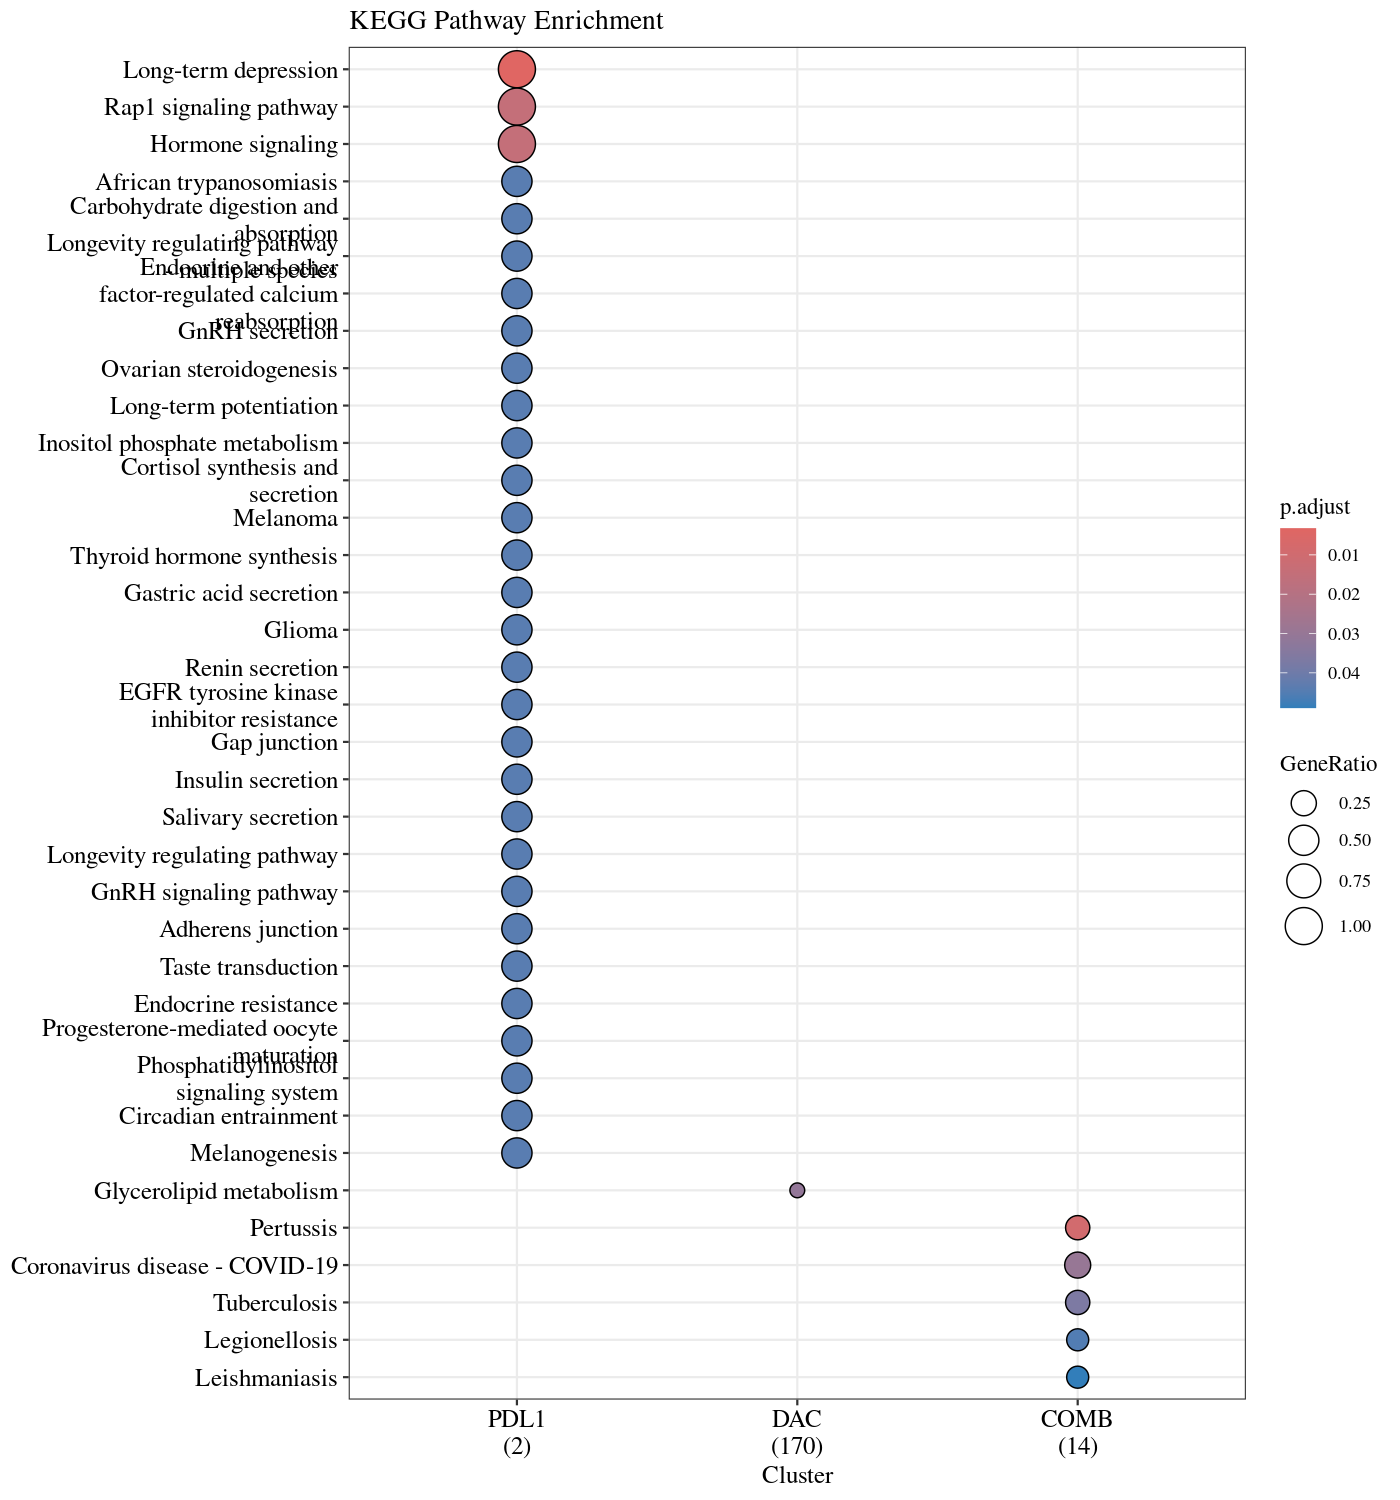 KEGG Pathway Enrichment
Long-term depression
Rap1 signaling pathway
Hormone signaling
African trypanosomiasis
Carbohydrate digestion and
absorption
Longevity regulating pathway
- multiple species
Endocrine and other
factor-regulated calcium
reabsorption
GnRH secretion
Ovarian steroidogenesis
Long-term potentiation
Inositol phosphate metabolism
Cortisol synthesis and
secretion
Melanoma
Thyroid hormone synthesis
Gastric acid secretion
Glioma
Renin secretion
EGFR tyrosine kinase
inhibitor resistance
Gap junction
Insulin secretion
Salivary secretion
Longevity regulating pathway
GnRH signaling pathway
Adherens junction
Taste transduction
Endocrine resistance
Progesterone-mediated oocyte
maturation
Phosphatidylinositol
signaling system
Circadian entrainment
Melanogenesis
Glycerolipid metabolism
Pertussis
Coronavirus disease - COVID-19
Tuberculosis
Legionellosis
Leishmaniasis
PDL1
(2)
DAC
(170)
COMB
(14)
Cluster
p.adjust
0.01
0.02
0.03
0.04
GeneRatio
0.25
0.50
0.75
1.00